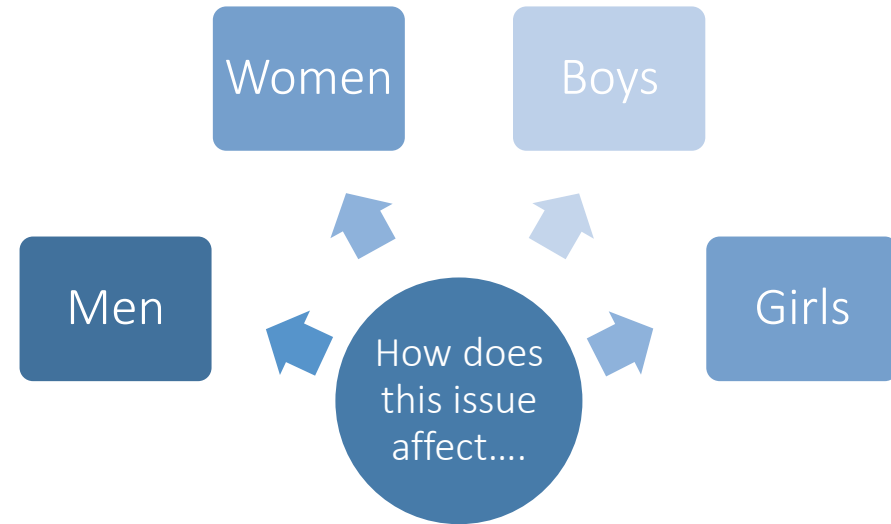 Women
Boys
Men
Girls
How does
this issue
affect....